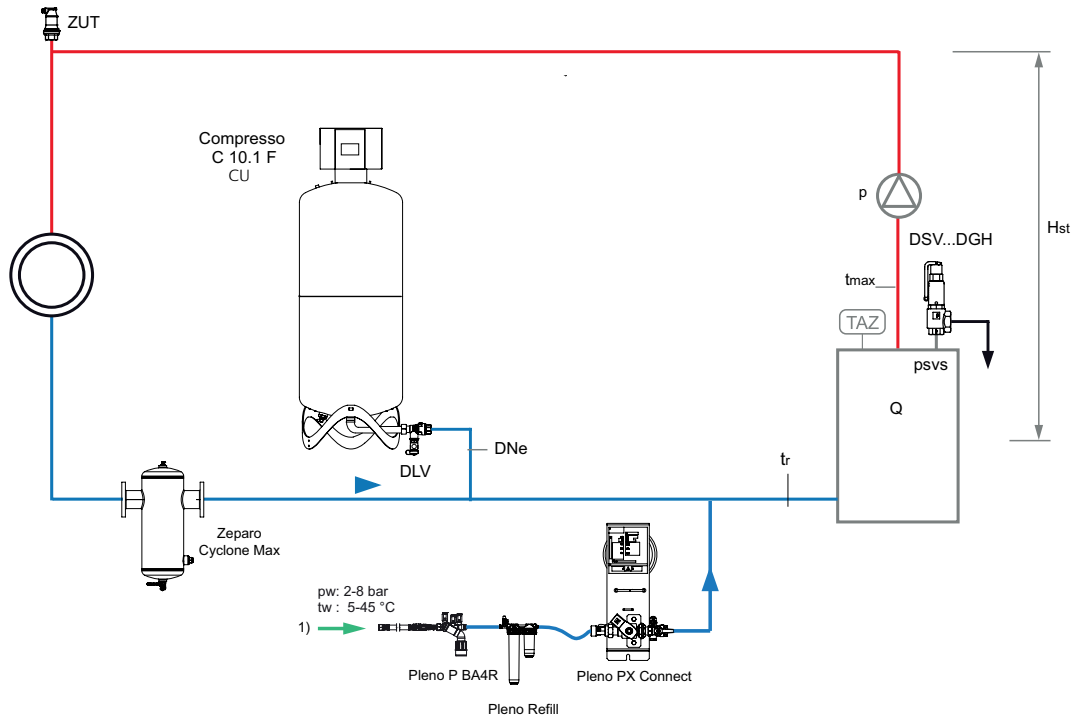 ZUT
Compresso
C 10.1 F
CU
p
Hst
DSV...DGH
tmax
TAZ
psvs
Q
DNe
DLV
tr
Zeparo
Cyclone Max
pw: 2-8 bar
tw : 5-45 °C
1)
Pleno P BA4R
Pleno PX Connect
Pleno Refill